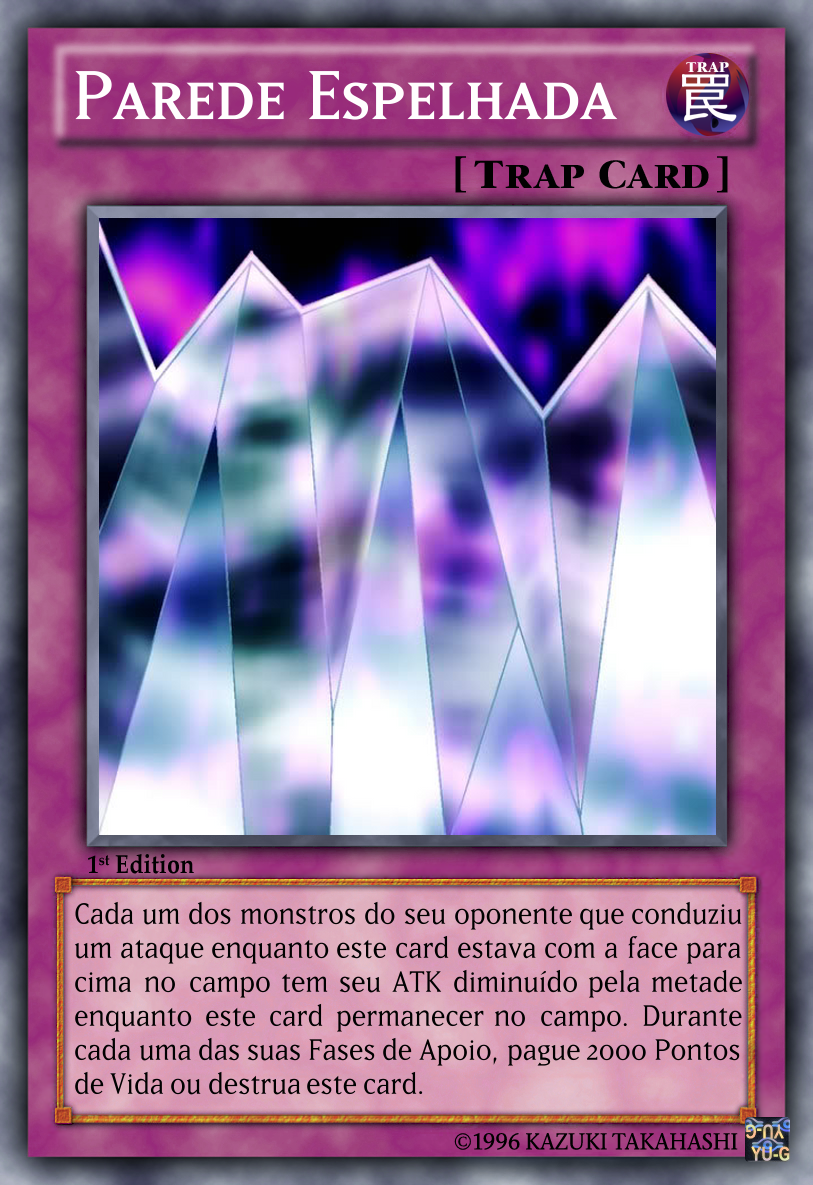 Parede Espelhada
TRAP
罠
[Trap Card]
1st Edition
Cada um dos monstros do seu oponente que conduziu
um ataque enquanto este card estava com a face para
cima no campo tem seu ATK diminuído pela metade
enquanto este card permanecer no campo. Durante
cada uma das suas Fases de Apoio, pague 2000 Pontos
de Vida ou destrua este card.
©1996 KAZUKI TAKAHASHI
YU-G
YU-G